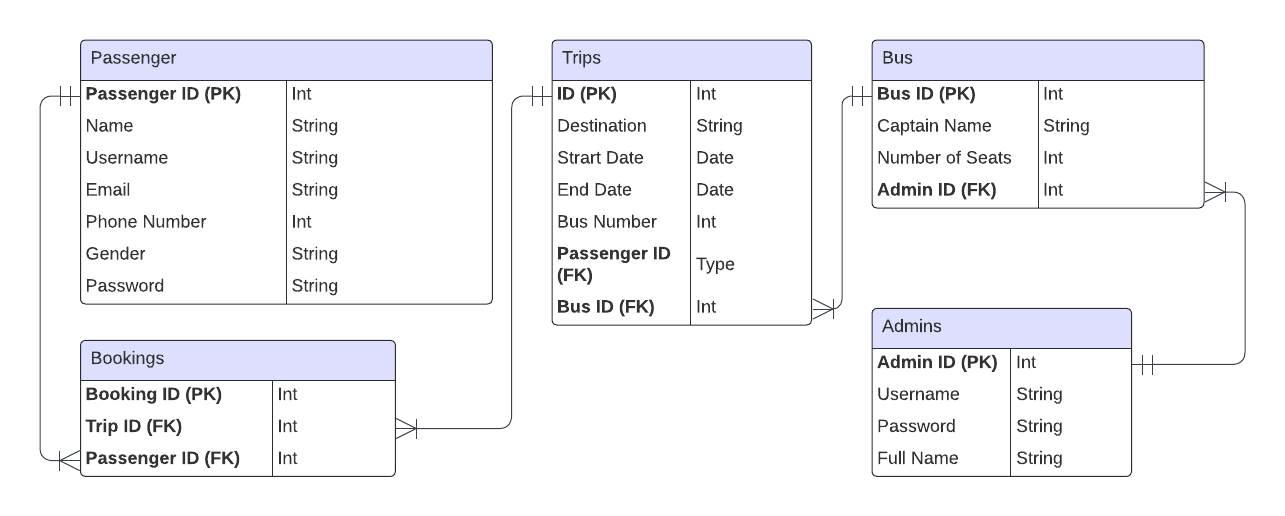 Passenger
Passenger ID (PK) Int
Name String
Username String
Email String
Phone Number Int
Gender String
Password String
Bookings
Booking ID (PK) Int
Trip ID (FK) Int
Passenger ID (FK) Int
Trips
ID (PK) Int
Destination String
Strart Date Date
End Date Date
Bus Number Int
Passenger ID
(FK) Type
Bus ID (FK) Int
Bus
Bus ID (PK) Int
Captain Name String
Number of Seats Int
Admin ID (FK) Int
Admins
Admin ID (PK) Int
Username String
Password String
Full Name String